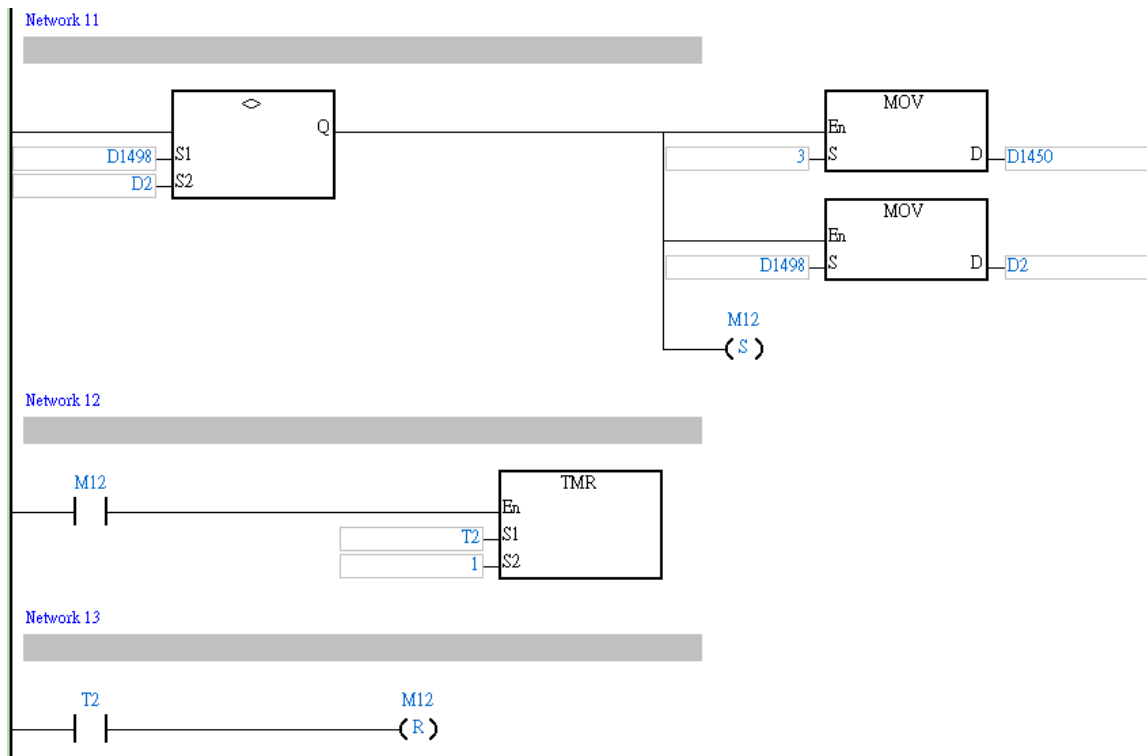 Network 11
<> MOV
Q En
D1498 S1 3 S D D1450
D2 S2
MOV
En
D1498 S D D2
M12
( S )
Network 12
M12 TMR
En
T2 S1
1 S2
Network 13
T2 M12
( R )